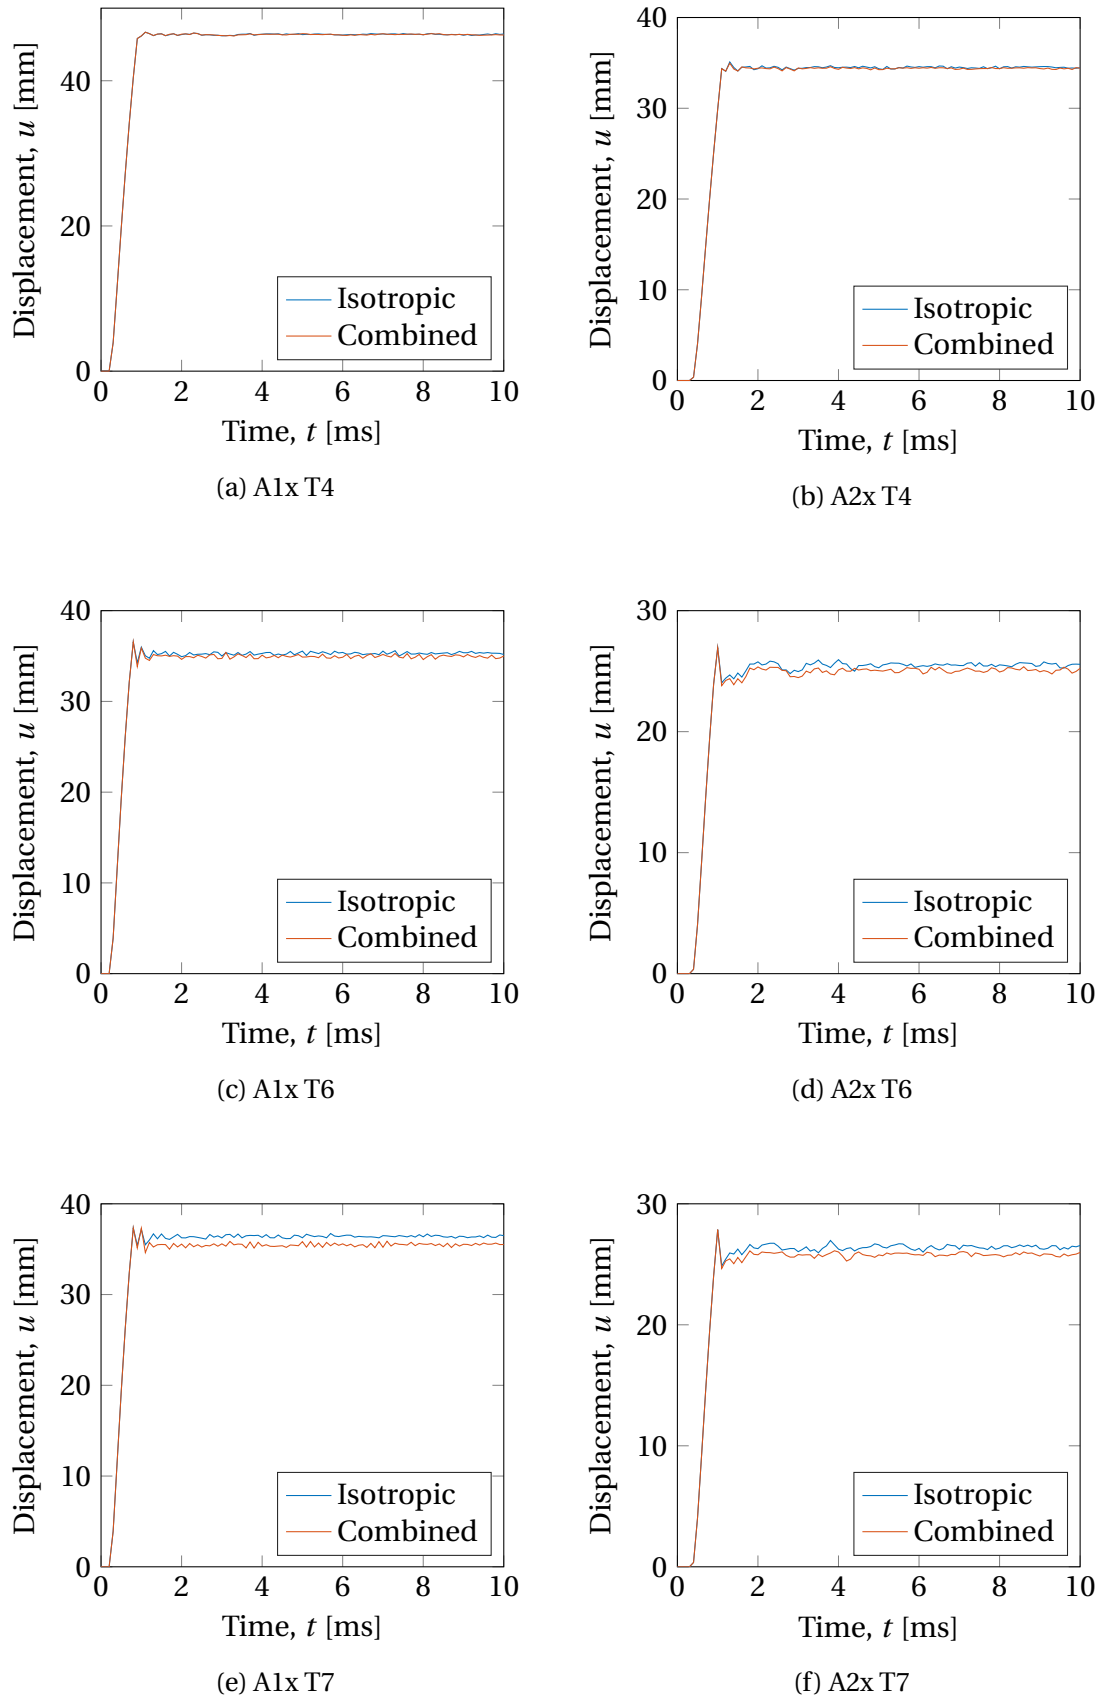 Displacement, u [mm]
40
20
0
0 2 4 6 8 10
Time, t [ms]
Isotropic
Combined
(a) A1x T4
Displacement, u [mm]
40
30
20
10
0
0 2 4 6 8 10
Time, t [ms]
Isotropic
Combined
(b) A2x T4
Displacement, u [mm]
40
30
20
10
0
0 2 4 6 8 10
Time, t [ms]
Isotropic
Combined
(c) A1x T6
Displacement, u [mm]
30
20
10
0
0 2 4 6 8 10
Time, t [ms]
Isotropic
Combined
(d) A2x T6
Displacement, u [mm]
40
30
20
10
0
0 2 4 6 8 10
Time, t [ms]
Isotropic
Combined
(e) A1x T7
Displacement, u [mm]
30
20
10
0
0 2 4 6 8 10
Time, t [ms]
Isotropic
Combined
(f) A2x T7